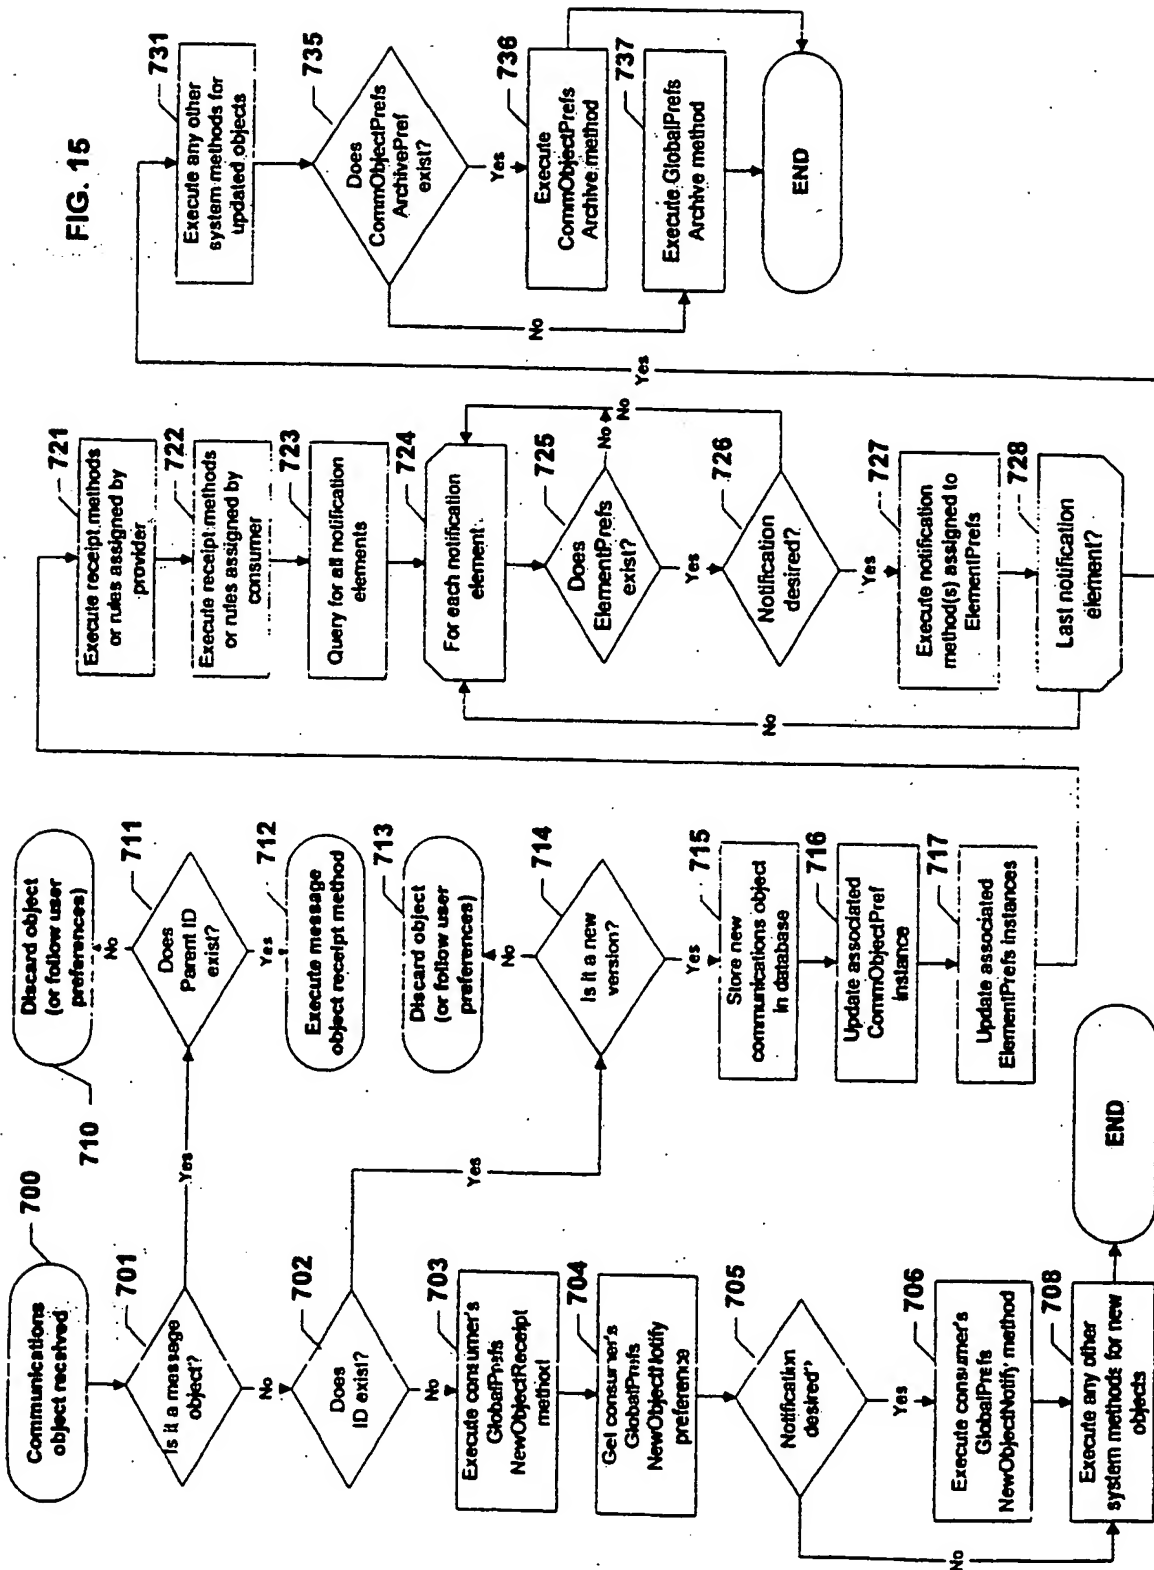 FIG. 15
700
Communications
object received
701
Is it a message
object?
Yes
No
702
Does
ID exist?
Yes
No
703
Execute consumer's
GlobalPrefs
NewObjectReceipt
method
704
Get consumer's
GlobalPrefs
NewObjectNotify
preference
705
Notification
desired?
Yes
No
706
Execute consumer's
GlobalPrefs
NewObjectNotify method
708
Execute any other
system methods for new
objects
END
710
Discard object
(or follow user
preferences)
711
No
Does
Parent ID
exist?
Yes
712
Execute message
object receipt method
713
Discard object
(or follow user
preferences)
No
714
Is it a new
version?
Yes
715
Store new
communications object
in database
716
Update associated
CommObjectPref
instance
717
Update associated
ElementPrefs instances
721
Execute receipt methods
or rules assigned by
provider
722
Execute receipt methods
or rules assigned by
consumer
723
Query for all notification
elements
724
For each notification
element
725
Does
ElementPrefs
exist?
No
No
Yes
726
Notification
desired?
Yes
727
Execute notification
method(s) assigned to
ElementPrefs
728
Last notification
element?
No
Yes
731
Execute any other
system methods for
updated objects
735
Does
CommObjectPrefs
ArchivePref
exist?
Yes
No
736
Execute
CommObjectPrefs
Archive method
737
Execute GlobalPrefs
Archive method
END